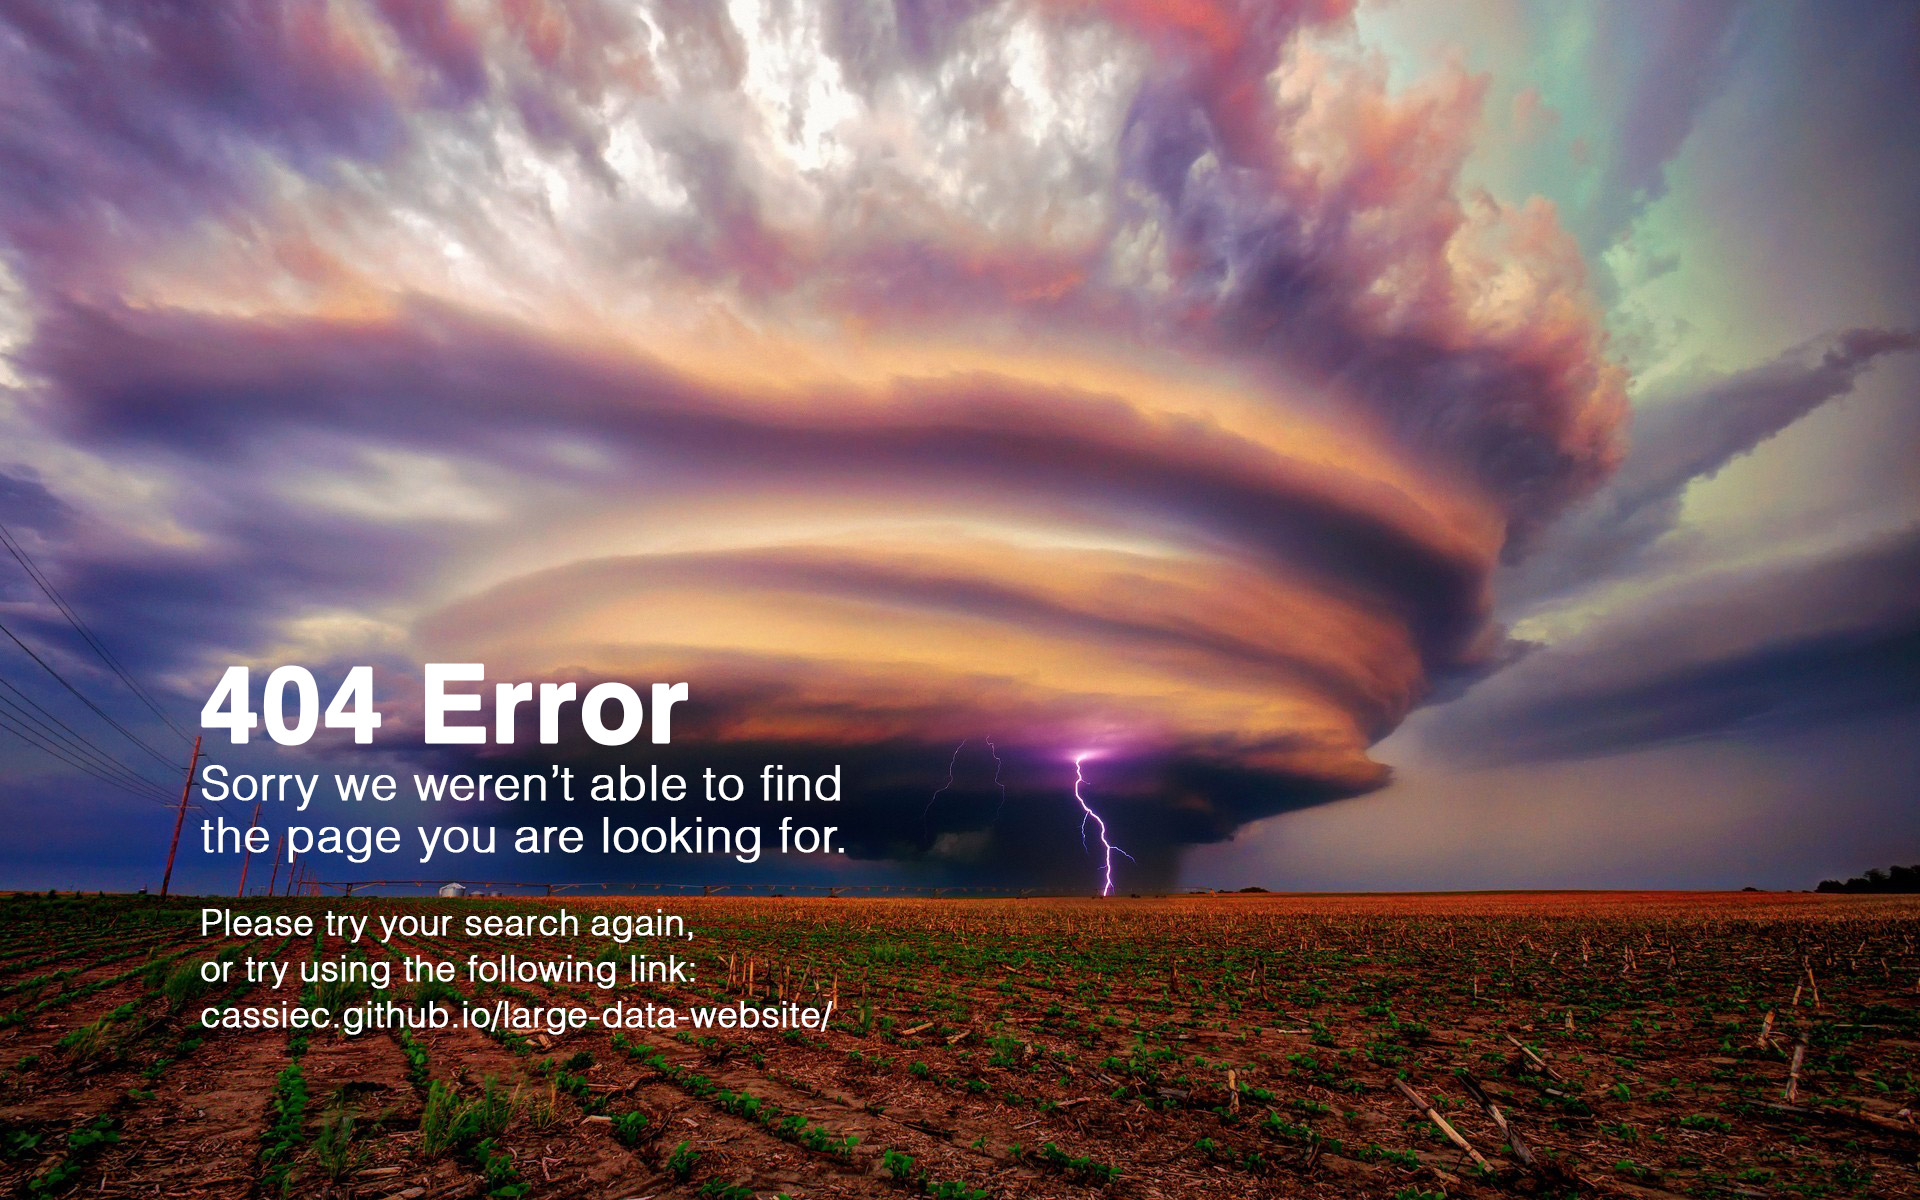 404 Error
Sorry we weren’t able to find
the page you are looking for.
Please try your search again,
or try using the following link:
cassiec.github.io/large-data-website/